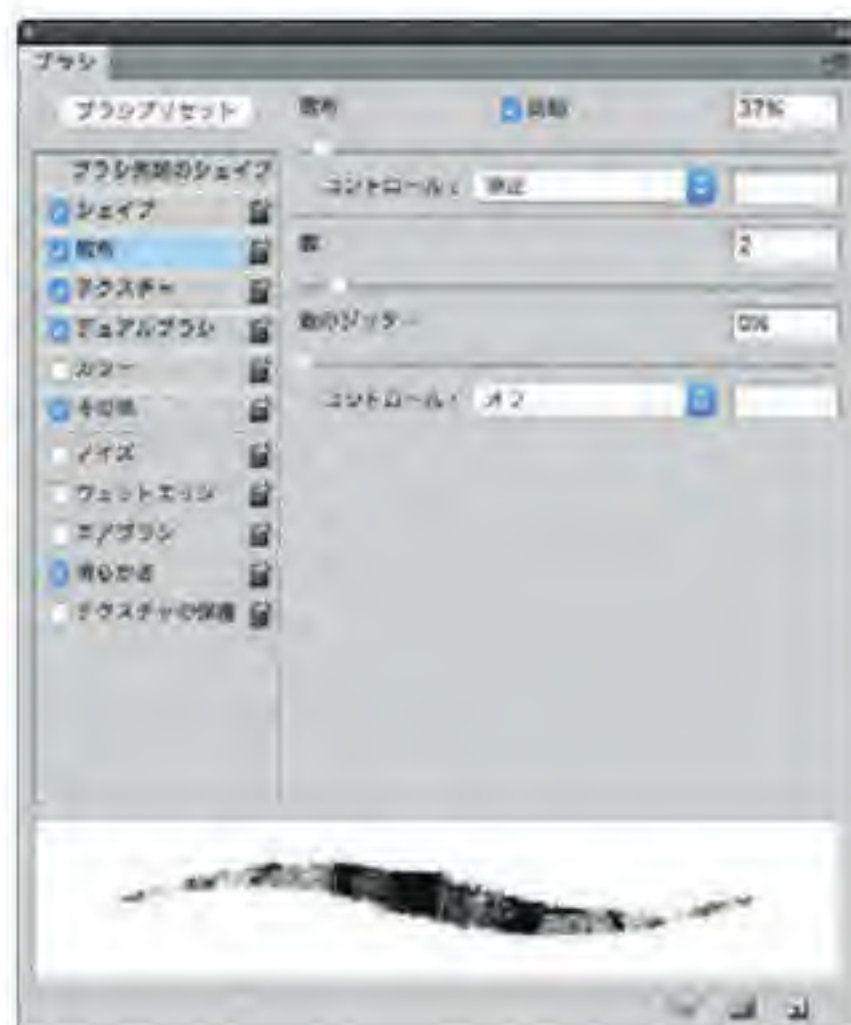 ブラシ
ブラシプリセット
ブラシ先端のシェイプ
シェイプ
散布
テクスチャ
デュアルブラシ
カラー
その他
ノイズ
ウェットエッジ
エアブラシ
滑らかさ
テクスチャの保護
散布 両軸 37%
コントロール:
数 2
数のジッター 0%
コントロール: オフ